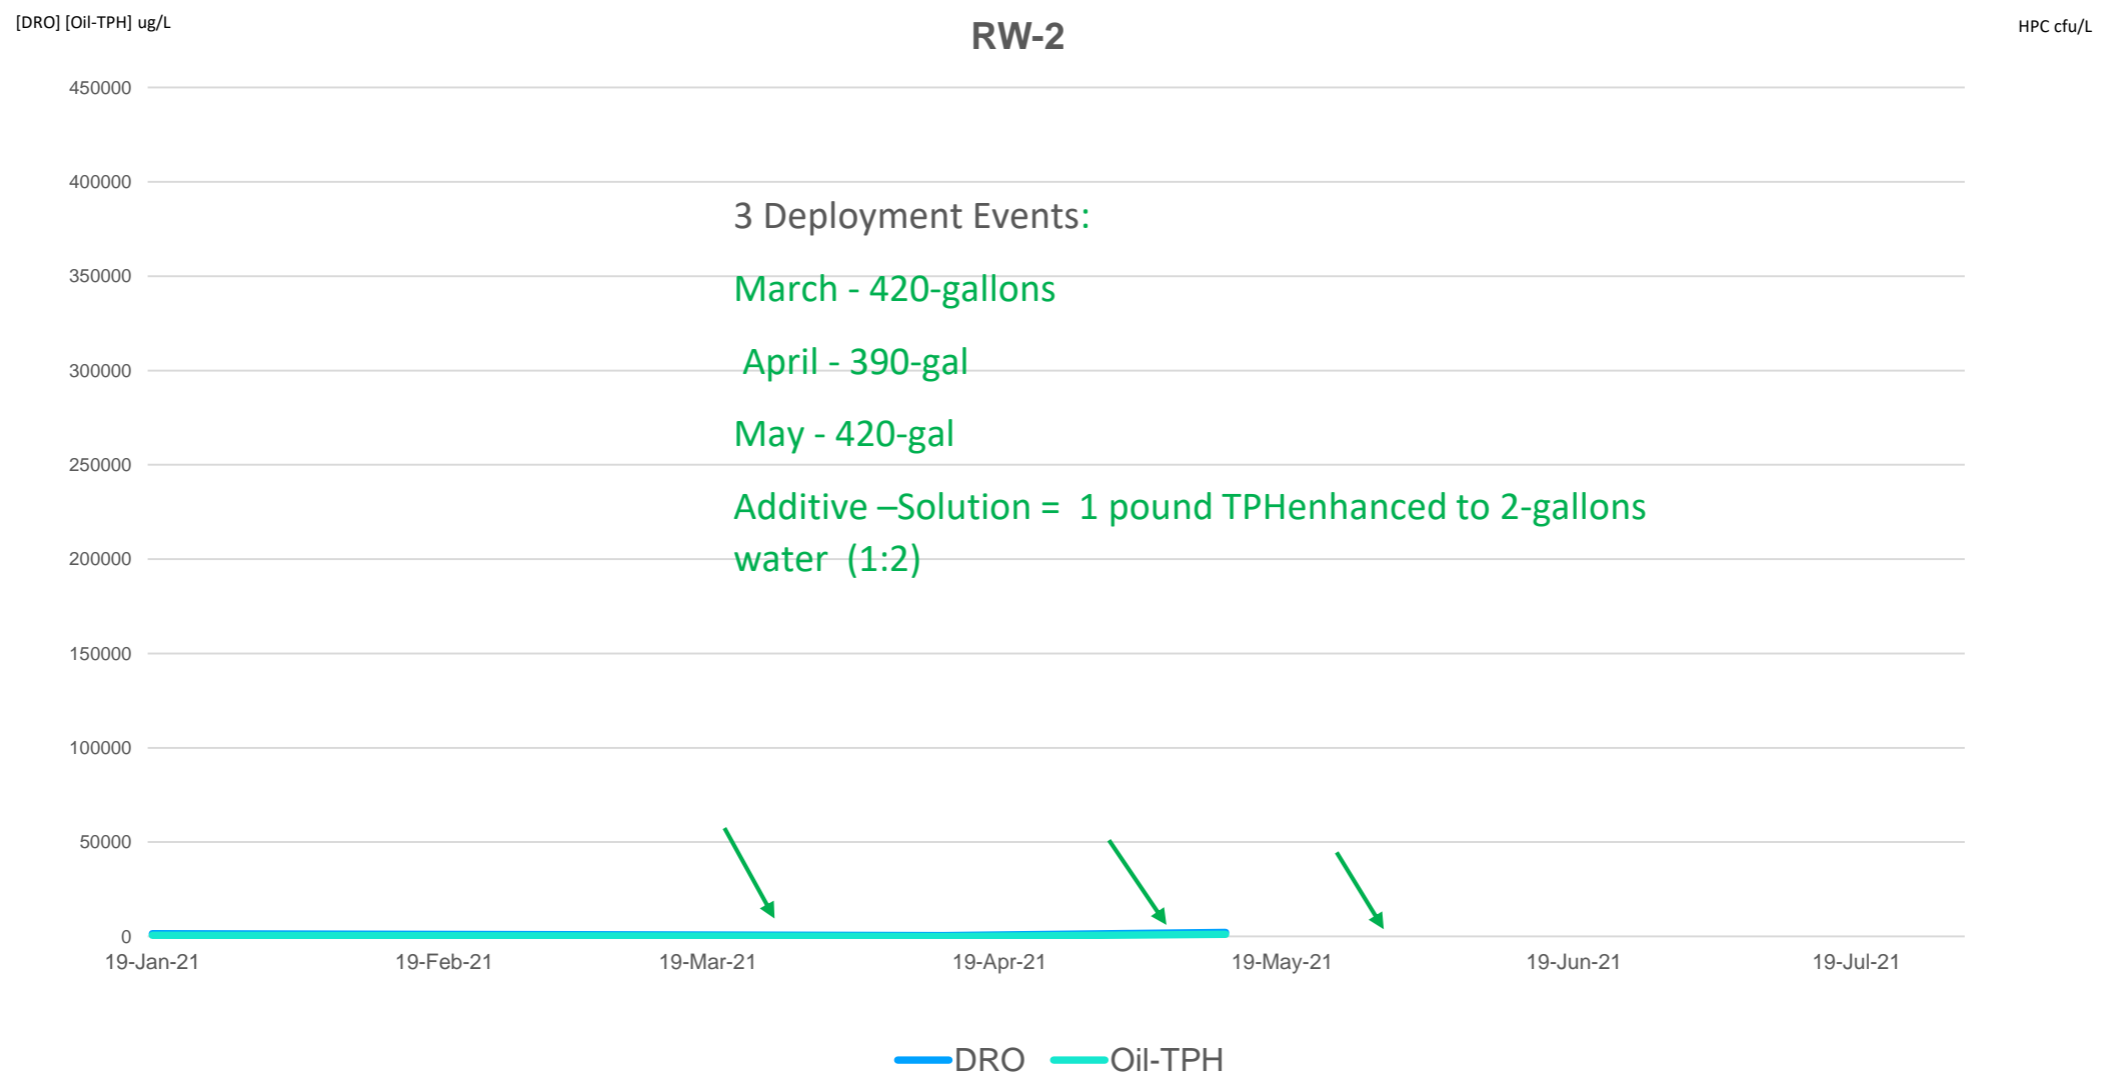 [DRO] [Oil-TPH] ug/L
RW-2
HPC cfu/L
450000
400000
350000
300000
250000
200000
150000
100000
50000
0
3 Deployment Events:
March - 420-gallons
April - 390-gal
May - 420-gal
Additive –Solution = 1 pound TPHenhanced to 2-gallons
water (1:2)
19-Jan-21
19-Feb-21
19-Mar-21
19-Apr-21
19-May-21
19-Jun-21
19-Jul-21
DRO
Oil-TPH